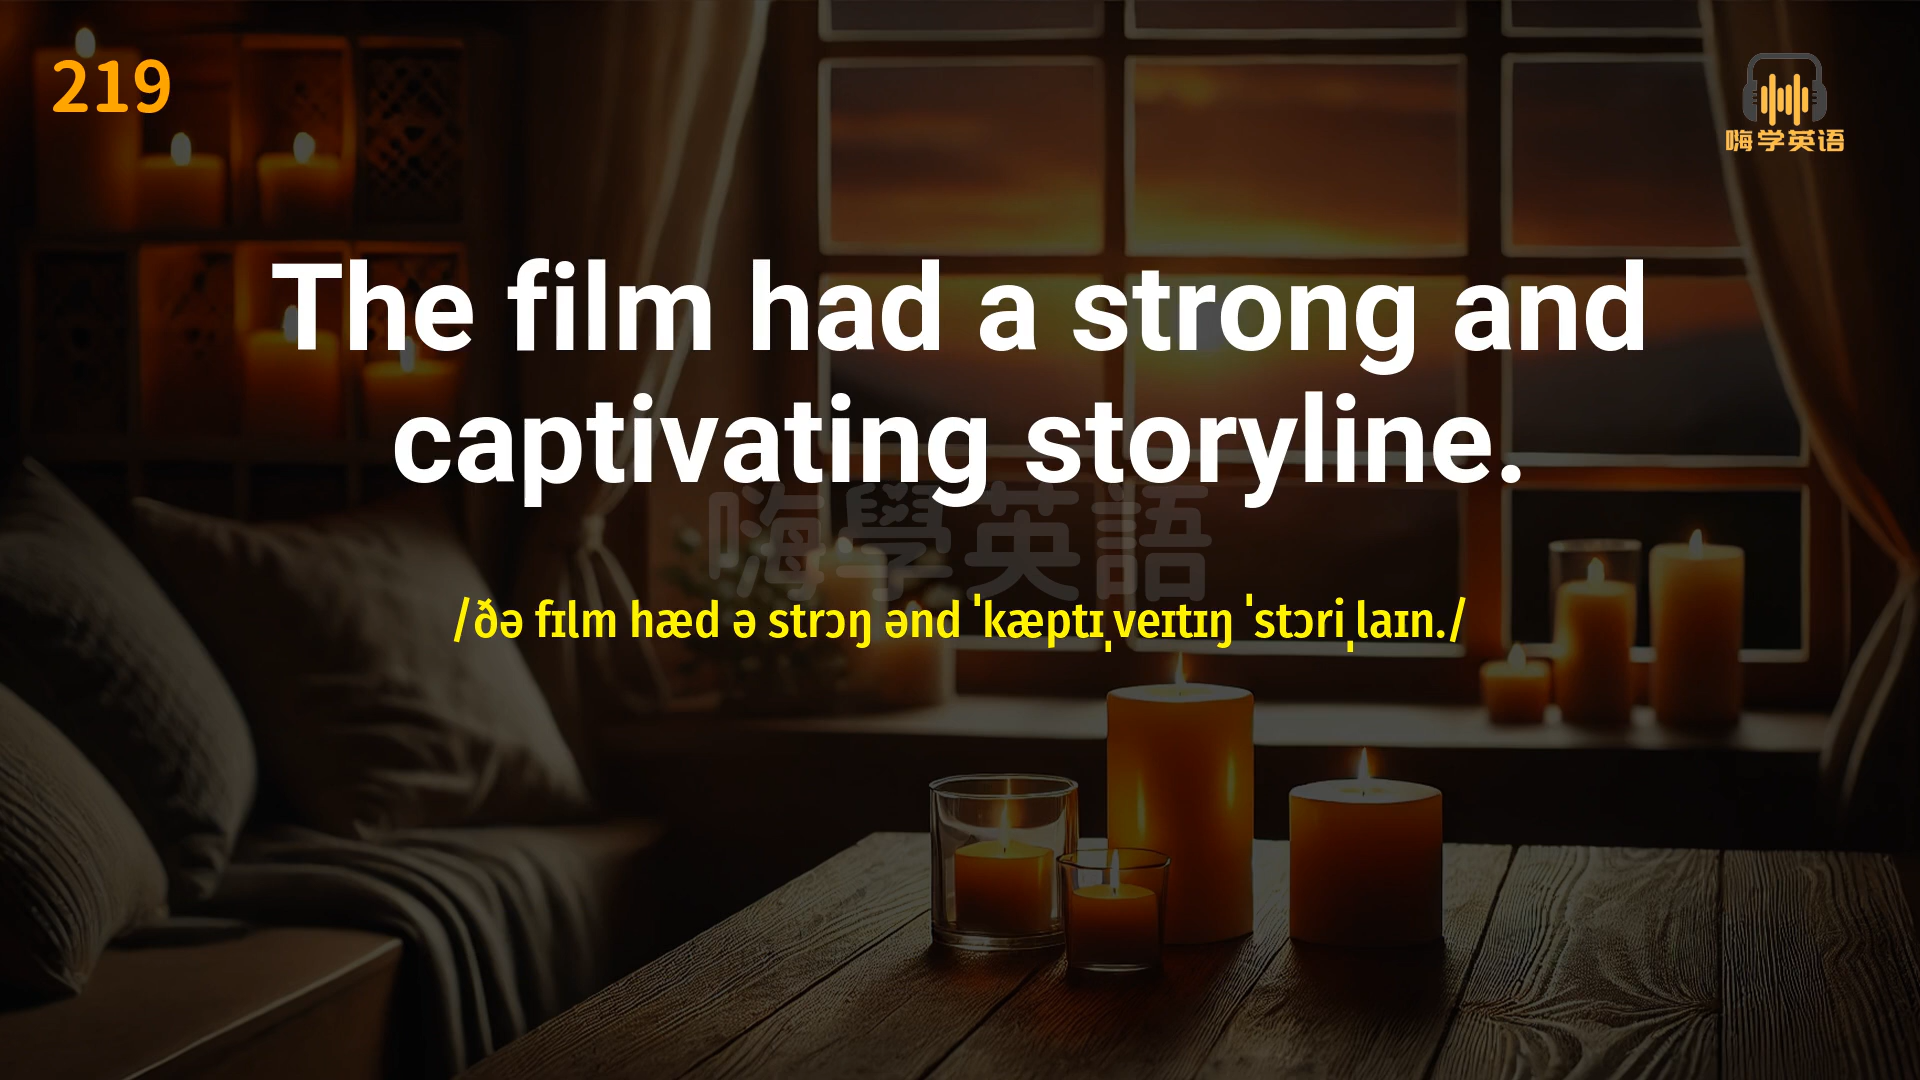 219
嗨学英语
The film had a strong and
captivating storyline.
嗨學英語
/ðə fɪlm hæd ə strɔŋ ənd ˈkæptɪˌveɪtɪŋ ˈstɔriˌlaɪn./